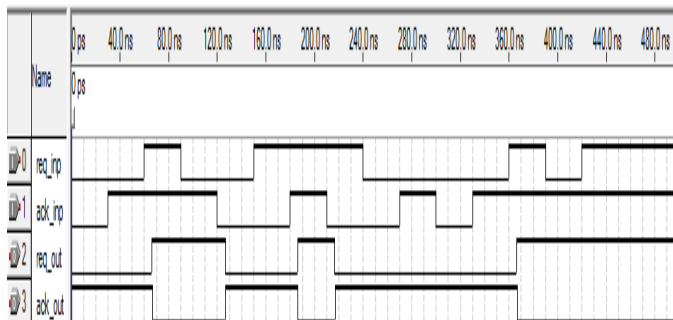 0 ps 40.0 ns 80.0 ns 120.0 ns 160.0 ns 200.0 ns 240.0 ns 280.0 ns 320.0 ns 360.0 ns 400.0 ns 440.0 ns 480.0 ns
Name
0 ps
0 req_inp
1 ack_inp
2 req_out
3 ack_out